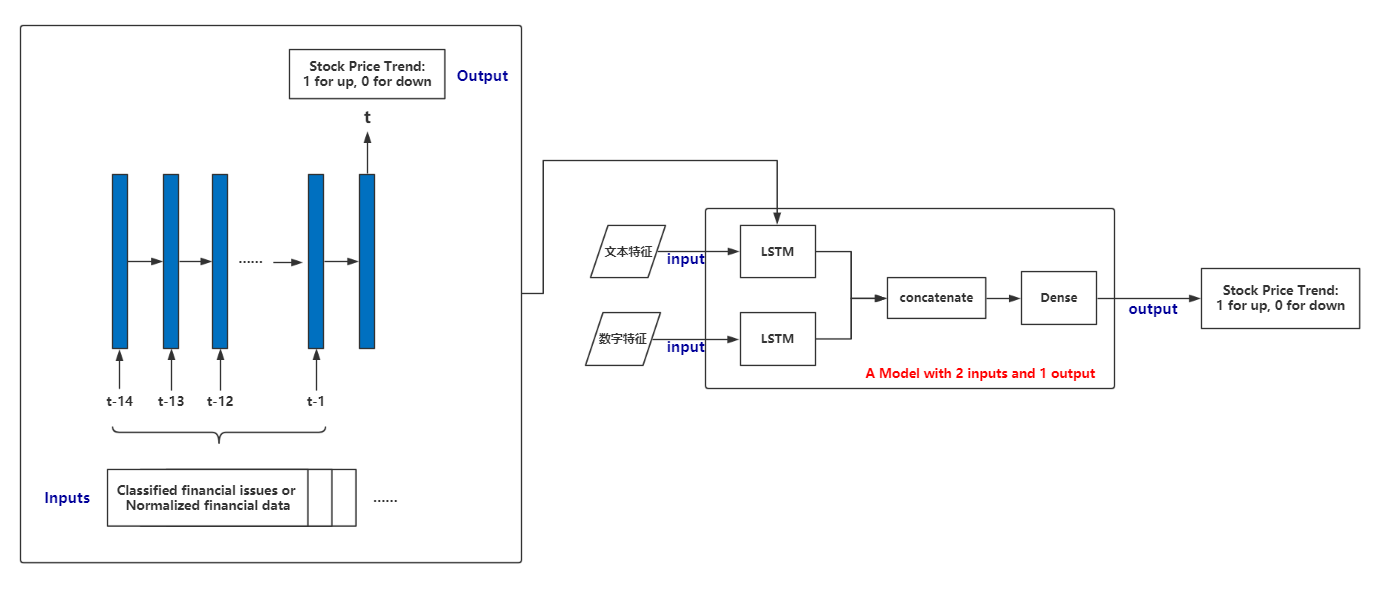 Stock Price Trend:
1 for up, 0 for down
Output
t
......
t-14
t-13
t-12
t-1
Inputs
Classified financial issues or
Normalized financial data
......
文本特征
input
LSTM
数字特征
input
LSTM
concatenate
Dense
A Model with 2 inputs and 1 output
output
Stock Price Trend:
1 for up, 0 for down